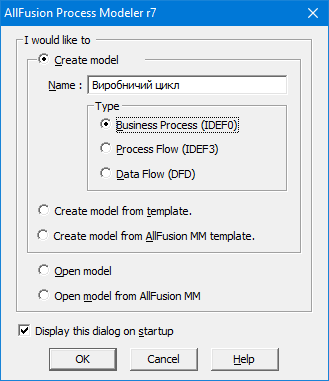 AllFusion Process Modeler r7
I would like to
Create model
Name :
Виробничий цикл
Type
Business Process (IDEF0)
Process Flow (IDEF3)
Data Flow (DFD)
Create model from template.
Create model from AllFusion MM template.
Open model
Open model from AllFusion MM
Display this dialog on startup
OK
Cancel
Help